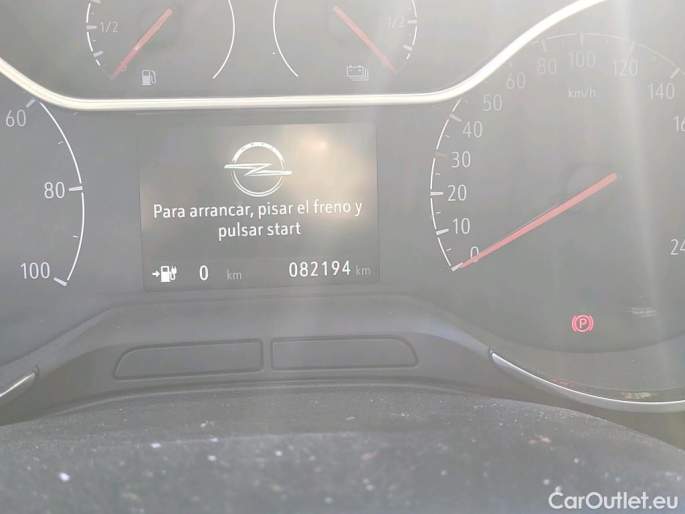 1/2
1/2
60
80
100
Para arrancar, pisar el freno y
pulsar start
0 km
082194 km
0
10
20
30
40
50
60
80
100
120
140
km/h
P
CarOutlet.eu